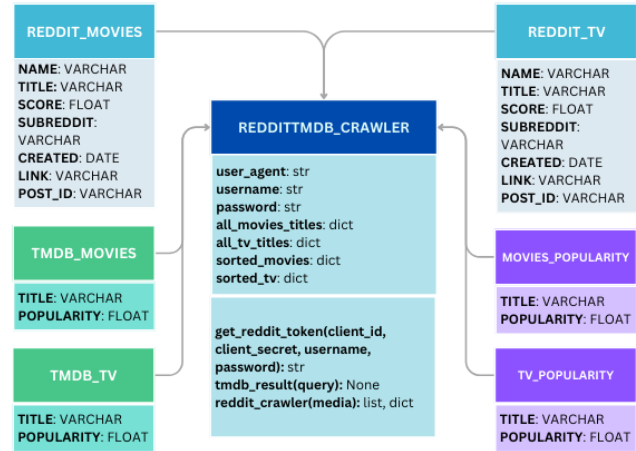 REDDIT_MOVIES
NAME: VARCHAR
TITLE: VARCHAR
SCORE: FLOAT
SUBREDDIT:
VARCHAR
CREATED: DATE
LINK: VARCHAR
POST_ID: VARCHAR
TMDB_MOVIES
TITLE: VARCHAR
POPULARITY: FLOAT
TMDB_TV
TITLE: VARCHAR
POPULARITY: FLOAT
REDDITTMDB_CRAWLER
user_agent: str
username: str
password: str
all_movies_titles: dict
all_tv_titles: dict
sorted_movies: dict
sorted_tv: dict
get_reddit_token(client_id,
client_secret, username,
password): str
tmdb_result(query): None
reddit_crawler(media): list, dict
REDDIT_TV
NAME: VARCHAR
TITLE: VARCHAR
SCORE: FLOAT
SUBREDDIT:
VARCHAR
CREATED: DATE
LINK: VARCHAR
POST_ID: VARCHAR
MOVIES_POPULARITY
TITLE: VARCHAR
POPULARITY: FLOAT
TV_POPULARITY
TITLE: VARCHAR
POPULARITY: FLOAT